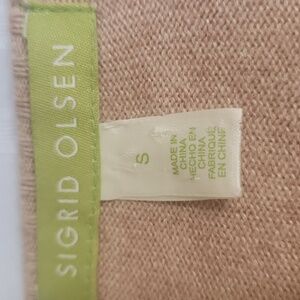 SIGRID OLSEN
S
MADE IN
CHINA
HECHO EN
CHINA
FABRIQUÉ
EN CHINE